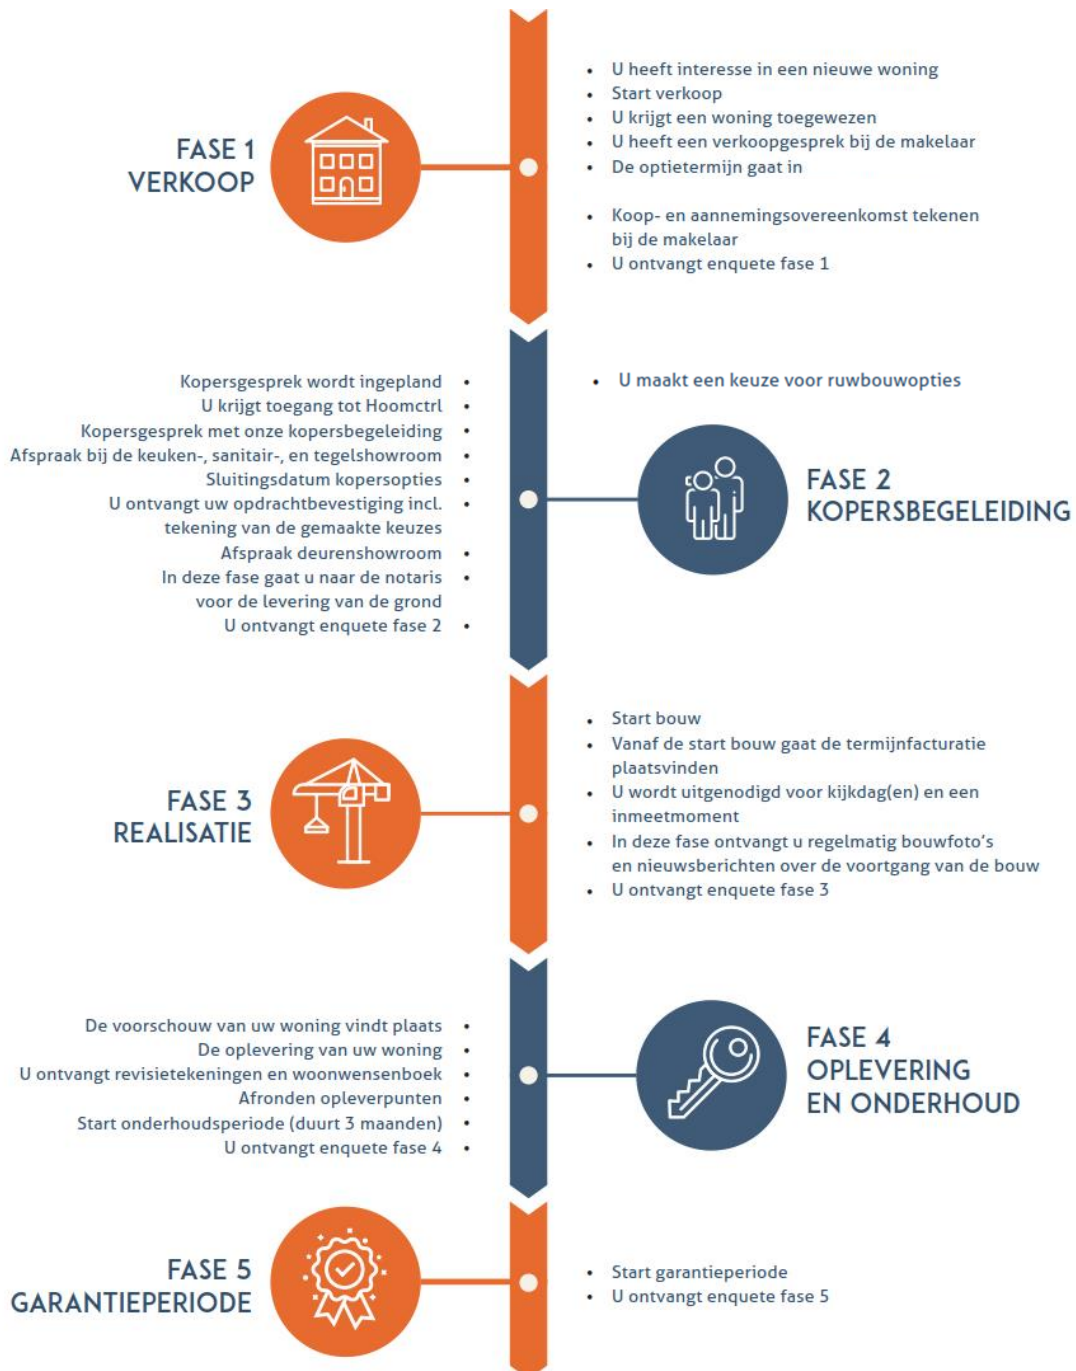 FASE 1
VERKOOP
• U heeft interesse in een nieuwe woning
• Start verkoop
• U krijgt een woning toegewezen
• U heeft een verkoopgesprek bij de makelaar
• De optietermijn gaat in
• Koop- en aannemingsovereenkomst tekenen
bij de makelaar
• U ontvangt enquete fase 1
• U maakt een keuze voor ruwbouwopties
FASE 2
KOPERSBEGELEIDING
Kopersgesprek wordt ingepland •
U krijgt toegang tot Hoomctrl •
Kopersgesprek met onze kopersbegeleiding •
Afspraak bij de keuken-, sanitair-, en tegelshowroom •
Sluitingsdatum kopersopties •
U ontvangt uw opdrachtbevestiging incl. •
tekening van de gemaakte keuzes
Afspraak deurenshowroom •
In deze fase gaat u naar de notaris •
voor de levering van de grond
U ontvangt enquete fase 2 •
FASE 3
REALISATIE
• Start bouw
• Vanaf de start bouw gaat de termijnfacturatie
plaatsvinden
• U wordt uitgenodigd voor kijkdag(en) en een
inmeetmoment
• In deze fase ontvangt u regelmatig bouwfoto's
en nieuwsberichten over de voortgang van de bouw
• U ontvangt enquete fase 3
FASE 4
OPLEVERING
EN ONDERHOUD
De voorschouw van uw woning vindt plaats •
De oplevering van uw woning •
U ontvangt revisietekeningen en woonwensenboek •
Afronden opleverpunten •
Start onderhoudsperiode (duurt 3 maanden) •
U ontvangt enquete fase 4 •
FASE 5
GARANTIEPERIODE
• Start garantieperiode
• U ontvangt enquete fase 5